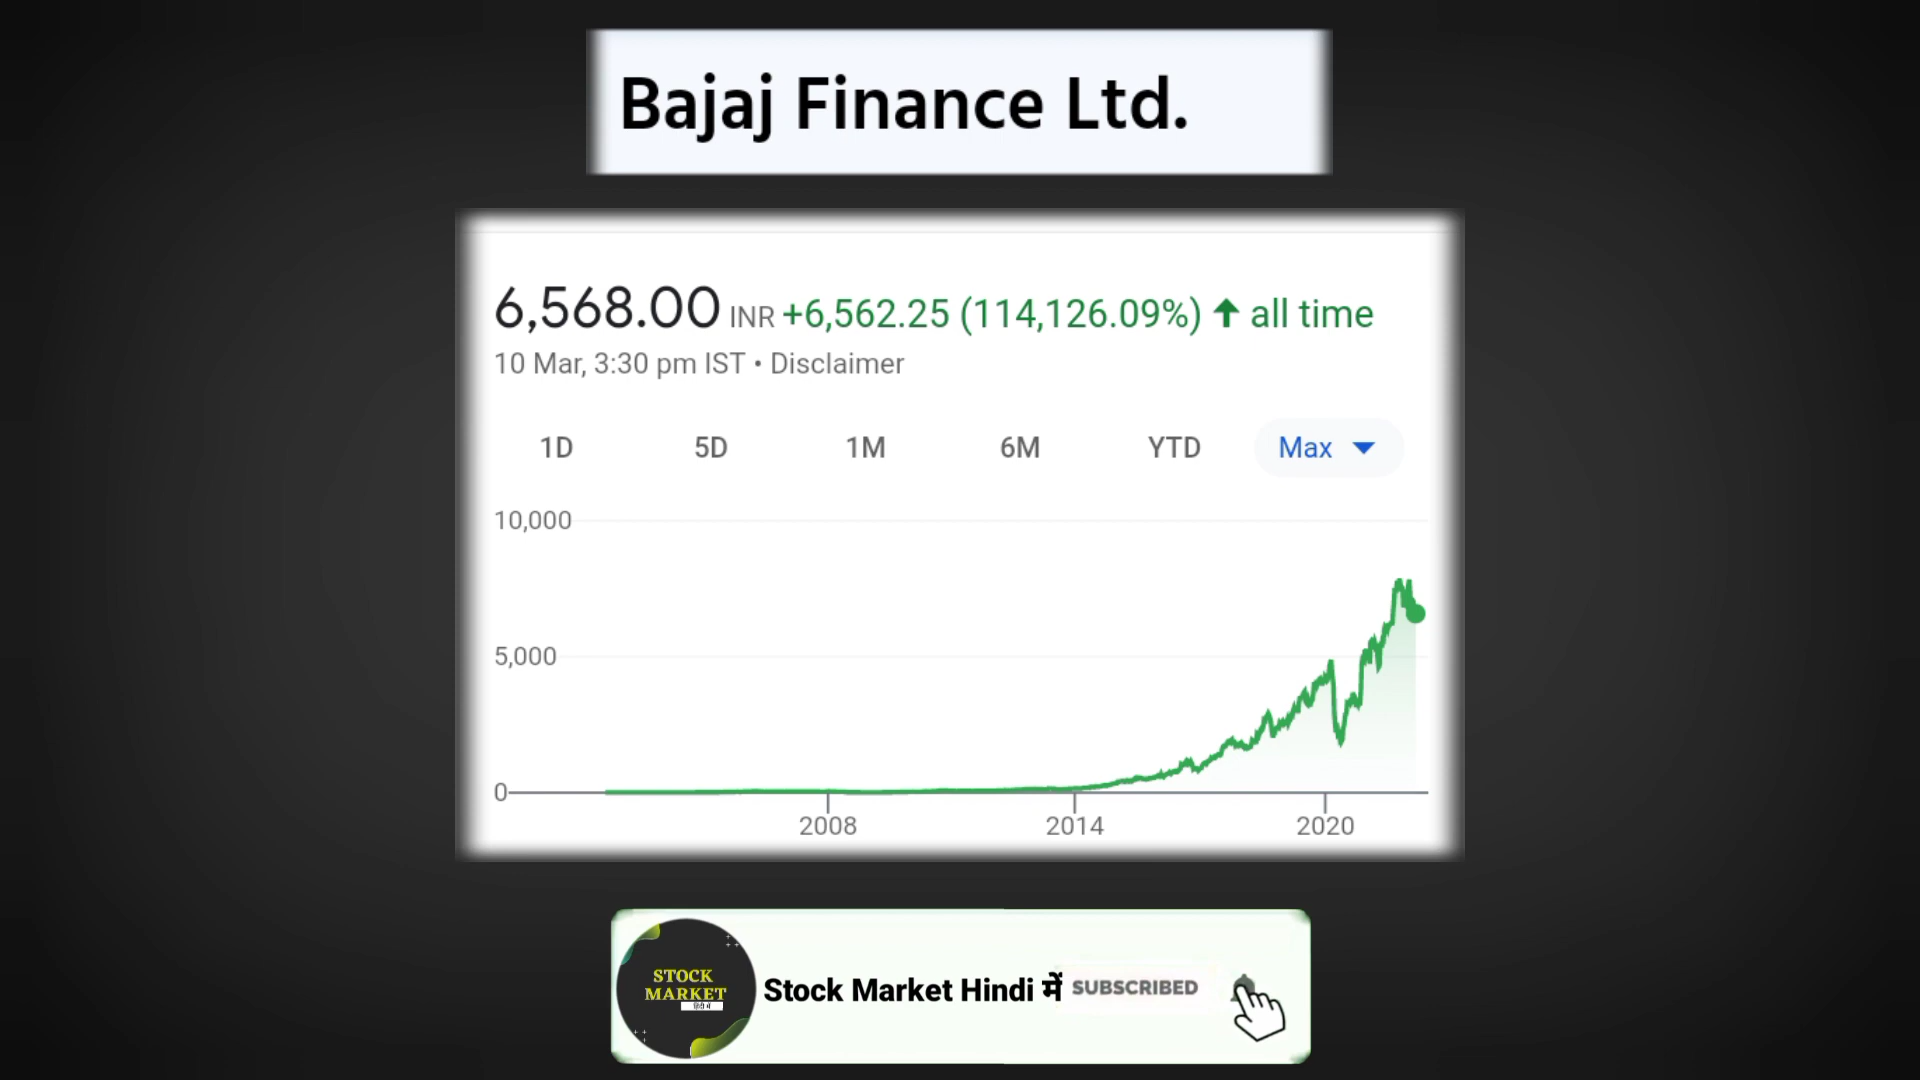 Bajaj Finance Ltd.
6,568.00 INR +6,562.25 (114,126.09%) ↑ all time
10 Mar, 3:30 pm IST • Disclaimer
1D 5D 1M 6M YTD Max
10,000
5,000
0
2008 2014 2020
STOCK
MARKET
हिंदी में
Stock Market Hindi में SUBSCRIBED